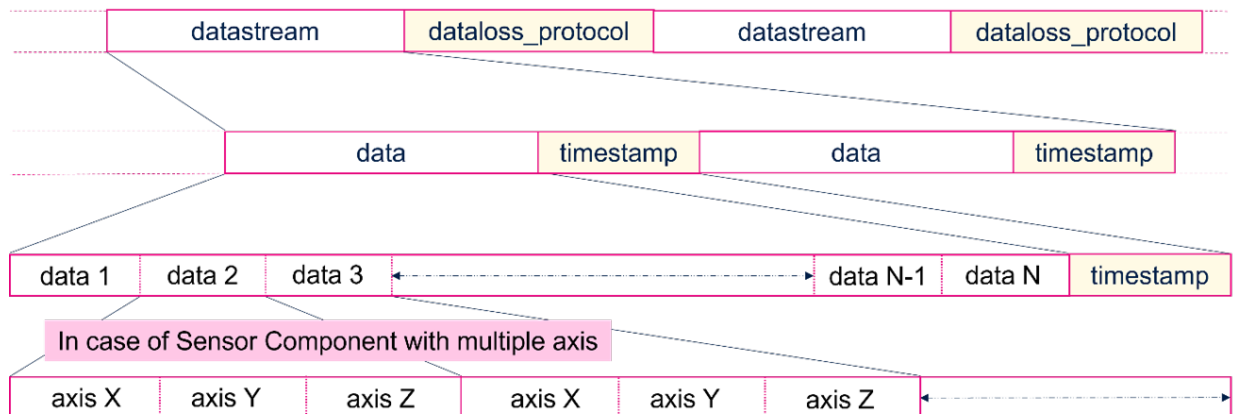 datastream dataloss_protocol datastream dataloss_protocol
data timestamp data timestamp
data 1 data 2 data 3 data N-1 data N timestamp
In case of Sensor Component with multiple axis
axis X axis Y axis Z axis X axis Y axis Z